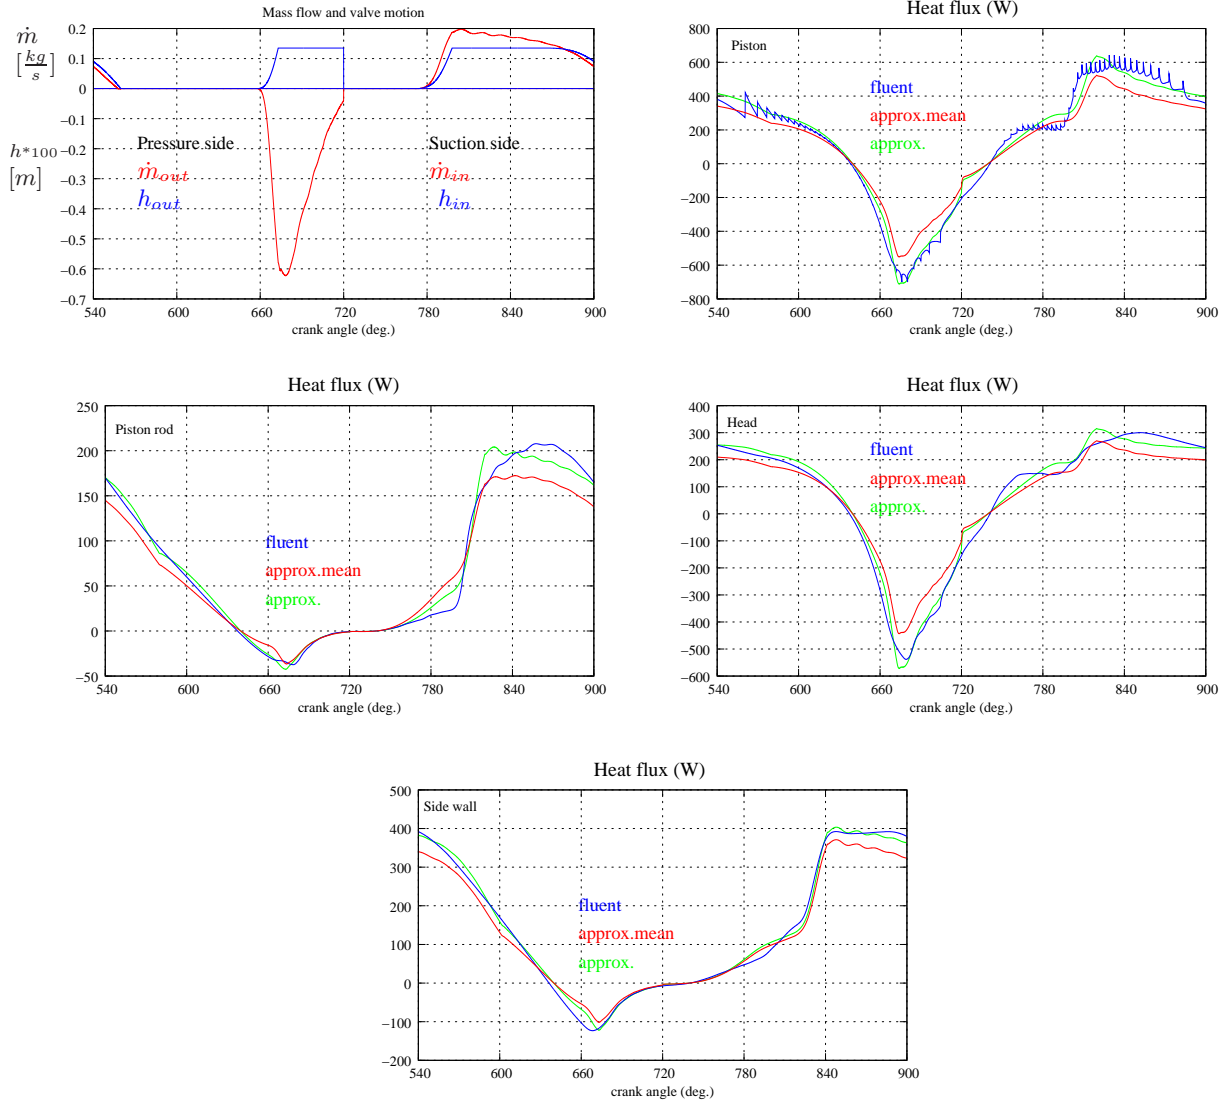 Mass flow and valve motion
ṁ
[kg/s]
h*100
[m]
0.2
0.1
0
−0.1
−0.2
−0.3
−0.4
−0.5
−0.6
−0.7
Pressure side
ṁout
hout
Suction side
ṁin
hin
540 600 660 720 780 840 900
crank angle (deg.)
Heat flux (W)
Piston
800
600
400
200
0
−200
−400
−600
−800
fluent
approx.mean
approx.
540 600 660 720 780 840 900
crank angle (deg.)
Heat flux (W)
Piston rod
250
200
150
100
50
0
−50
fluent
approx.mean
approx.
540 600 660 720 780 840 900
crank angle (deg.)
Heat flux (W)
Head
400
300
200
100
0
−100
−200
−300
−400
−500
−600
fluent
approx.mean
approx.
540 600 660 720 780 840 900
crank angle (deg.)
Heat flux (W)
Side wall
500
400
300
200
100
0
−100
−200
fluent
approx.mean
approx.
540 600 660 720 780 840 900
crank angle (deg.)